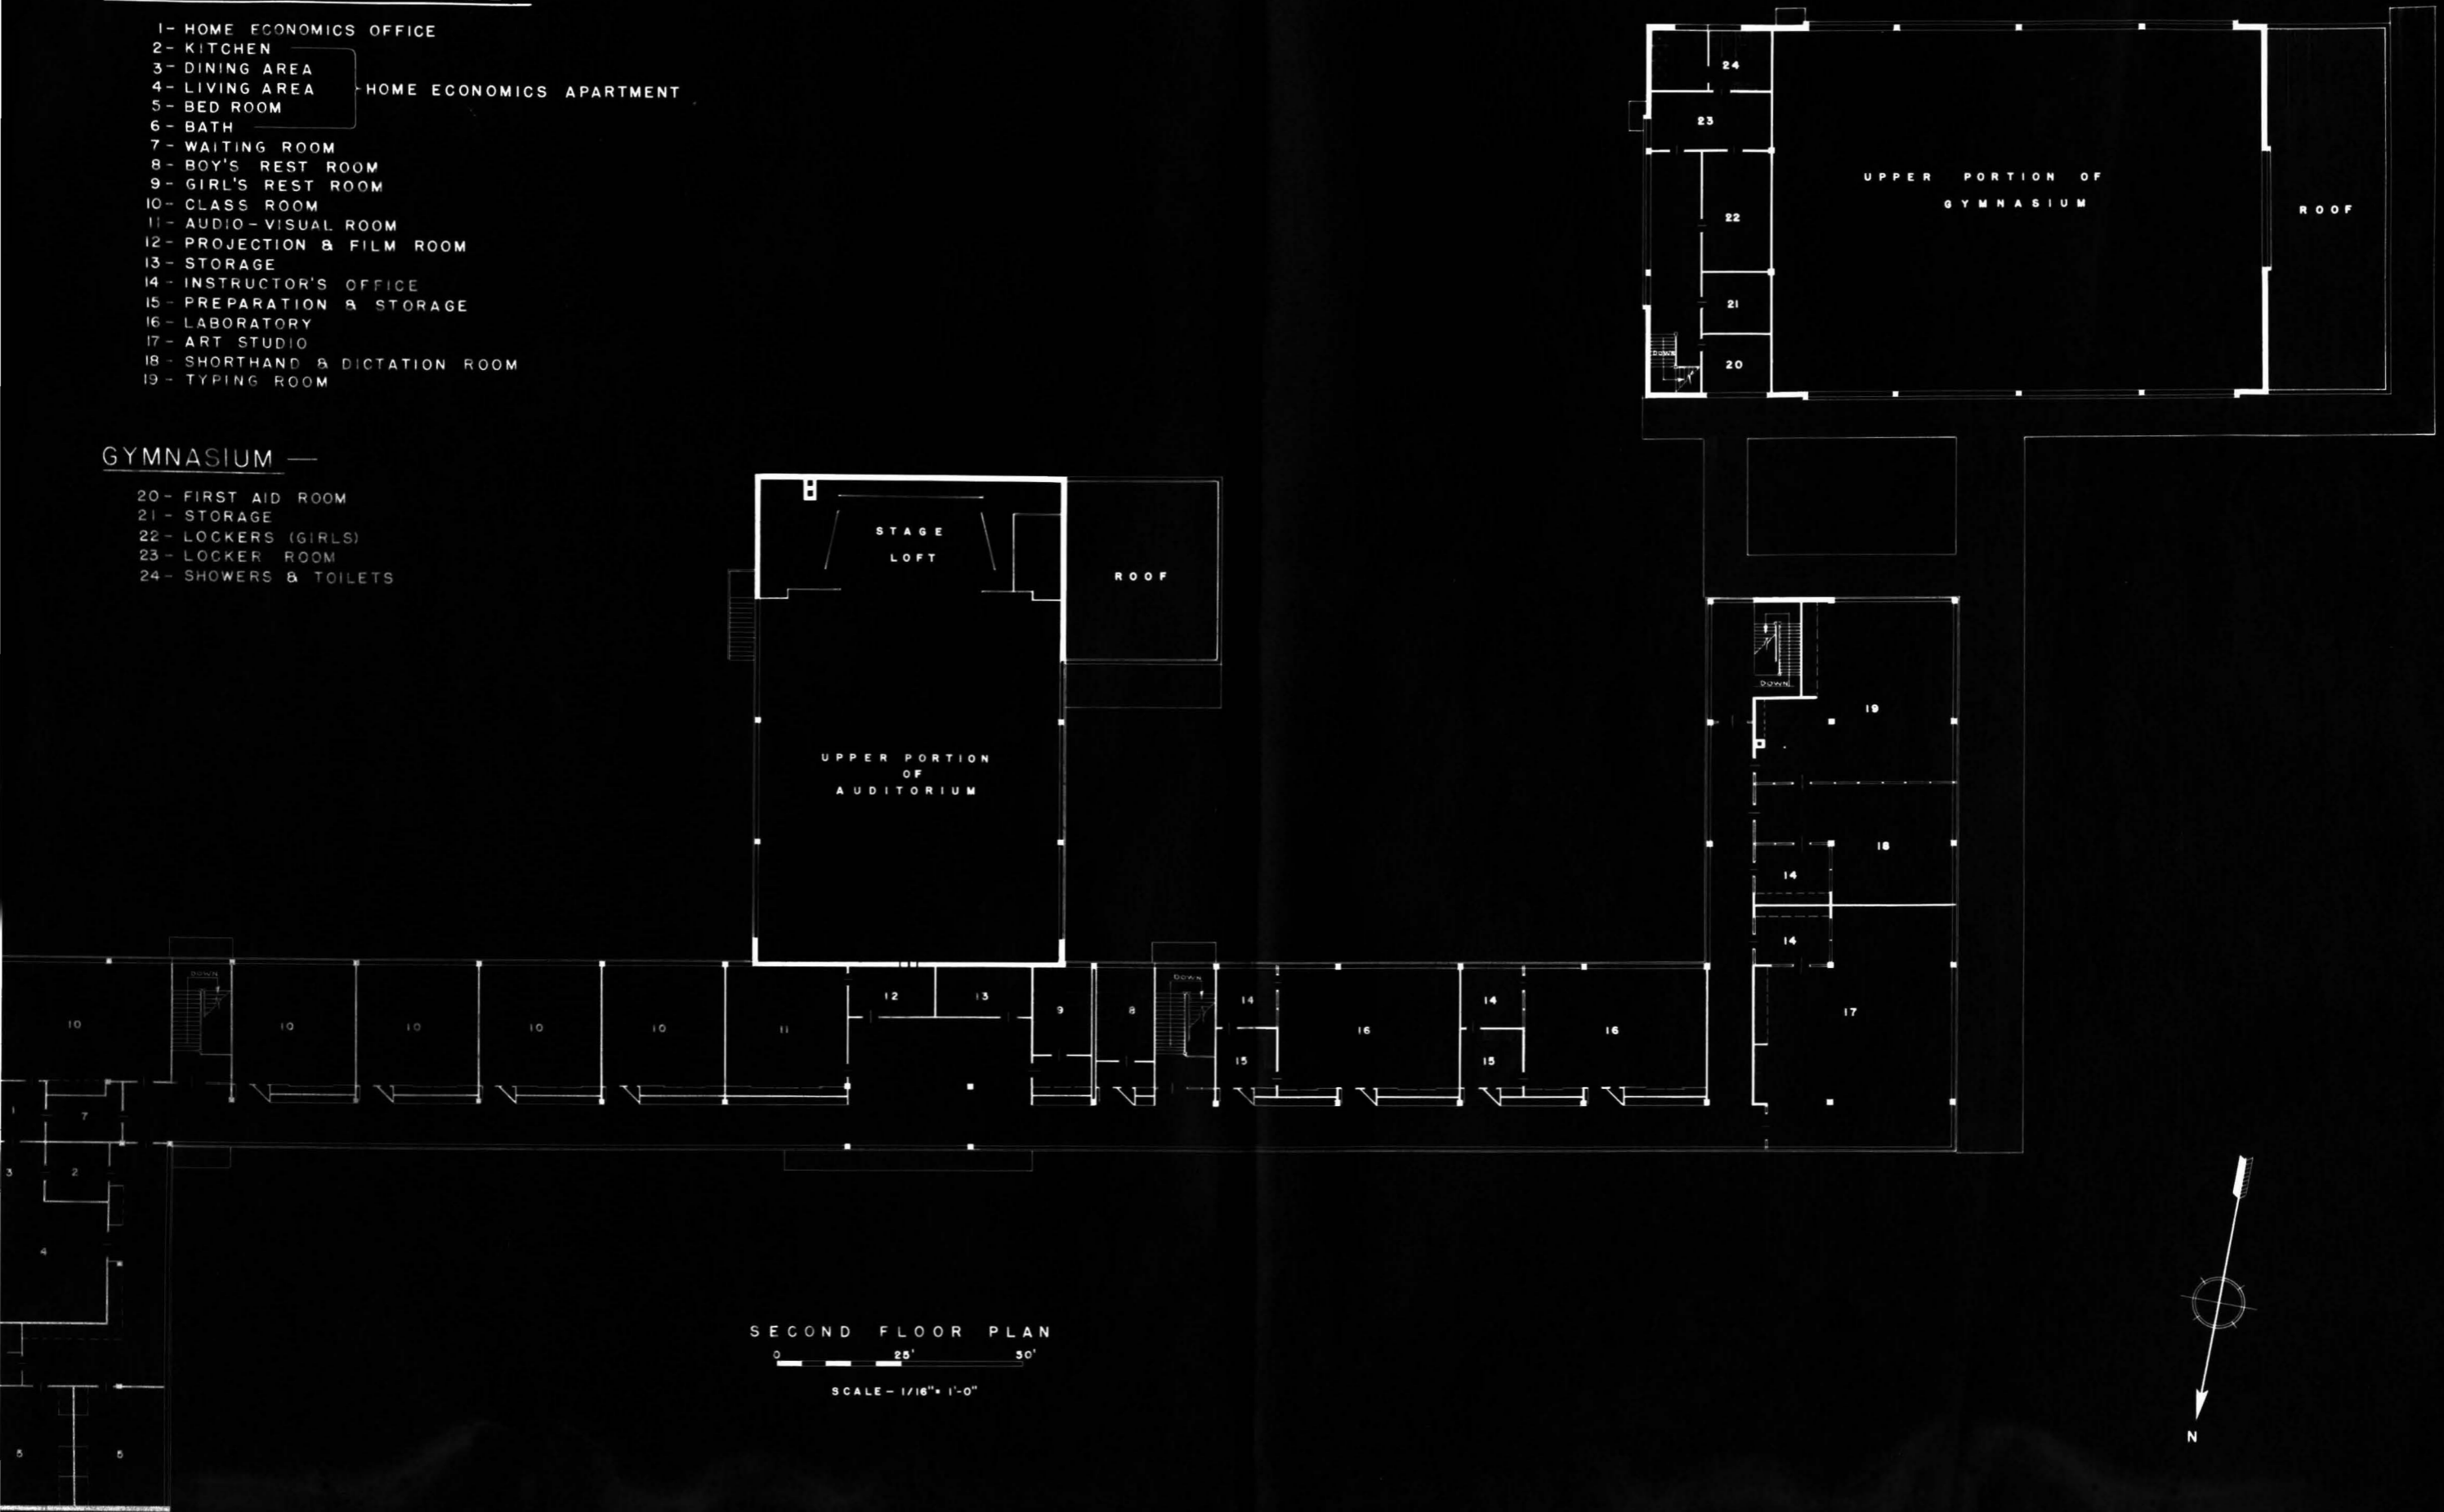 1- HOME ECONOMICS OFFICE
2- KITCHEN
3- DINING AREA
4- LIVING AREA
5- BED ROOM
6- BATH
HOME ECONOMICS APARTMENT
7- WAITING ROOM
8- BOY'S REST ROOM
9- GIRL'S REST ROOM
10- CLASS ROOM
11- AUDIO-VISUAL ROOM
12- PROJECTION & FILM ROOM
13- STORAGE
14- INSTRUCTOR'S OFFICE
15- PREPARATION & STORAGE
16- LABORATORY
17- ART STUDIO
18- SHORTHAND & DICTATION ROOM
19- TYPING ROOM
GYMNASIUM —
20- FIRST AID ROOM
21- STORAGE
22- LOCKERS (GIRLS)
23- LOCKER ROOM
24- SHOWERS & TOILETS
24
23
22
21
20
DOWN
UPPER PORTION OF
GYMNASIUM
ROOF
STAGE
LOFT
ROOF
UPPER PORTION
OF
AUDITORIUM
DOWN
19
18
14
14
17
10
DOWN
10
10
10
10
11
12
13
9
8
DOWN
14
15
16
14
15
16
1
7
3
2
4
5
5
SECOND FLOOR PLAN
0 25' 50'
SCALE - 1/16" = 1'-0"
N